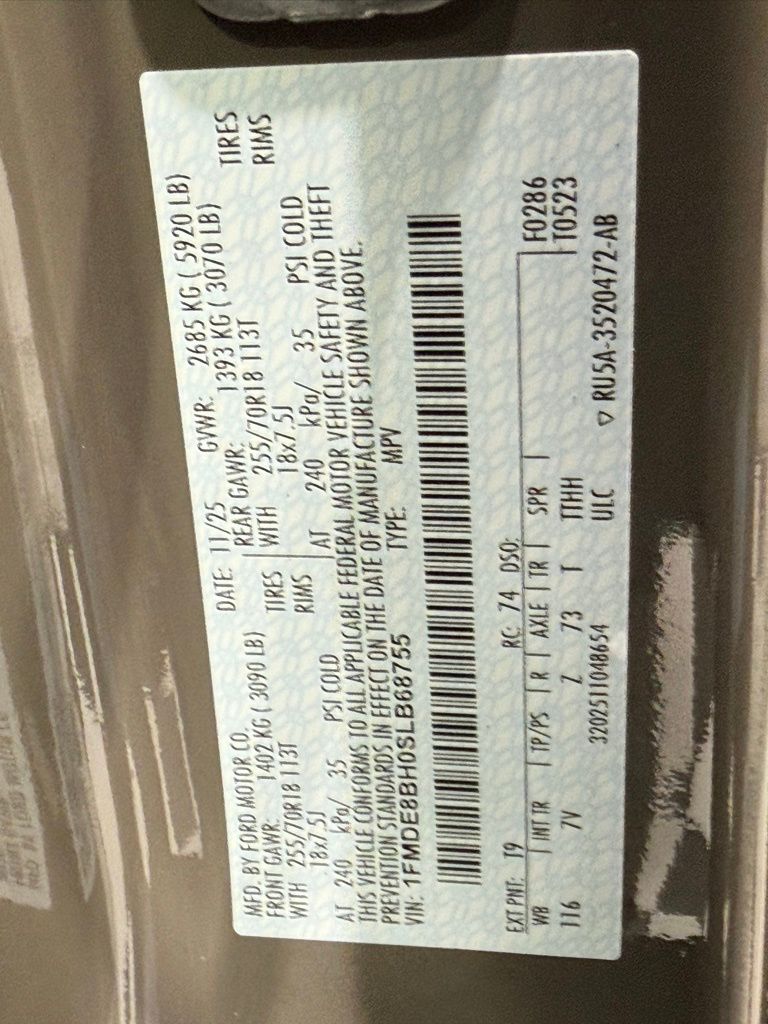 MFD. BY FORD MOTOR CO.
DATE: 11/25 GVWR: 2685 KG ( 5920 LB)
FRONT GAWR: 1402 KG ( 3090 LB)
REAR GAWR: 1393 KG ( 3070 LB)
WITH 255/70R18 113T TIRES
WITH 255/70R18 113T TIRES
18x7.5J RIMS
18x7.5J RIMS
AT 240 kPa/ 35 PSI COLD
AT 240 kPa/ 35 PSI COLD
THIS VEHICLE CONFORMS TO ALL APPLICABLE FEDERAL MOTOR VEHICLE SAFETY AND THEFT
PREVENTION STANDARDS IN EFFECT ON THE DATE OF MANUFACTURE SHOWN ABOVE.
VIN: 1FMDE8BH0SLB68755 TYPE: MPV
EXT PNT: T9 RC: 74 DSO: F0286
WB INT TR TP/PS R AXLE TR SPR T0523
116 7V Z 73 T TTHH
3202511048654 ULC ▽ RU5A-3520472-AB